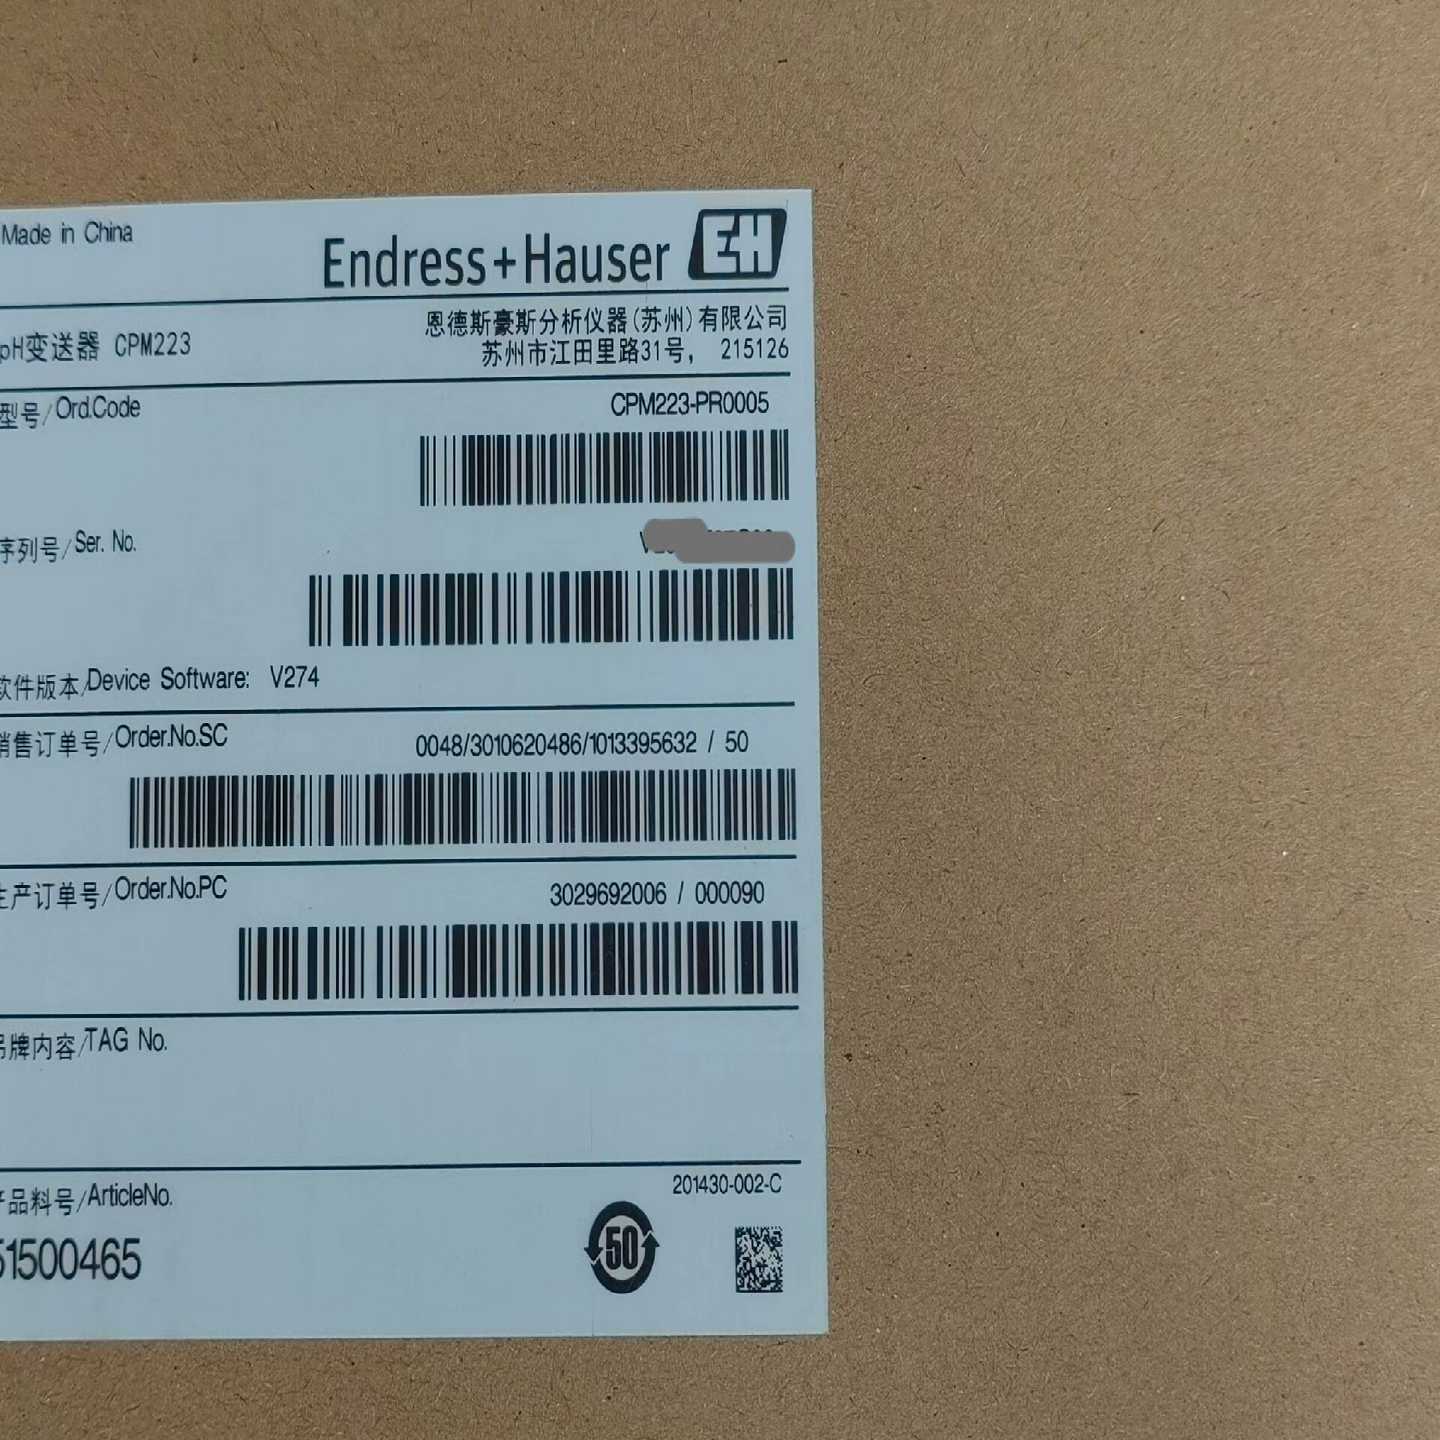 Made in China
Endress+Hauser EH
恩德斯豪斯分析仪器(苏州)有限公司
pH变送器 CPM223
苏州市江田里路31号, 215126
型号/Ord.Code
CPM223-PR0005
序列号/Ser. No.
软件版本/Device Software: V274
销售订单号/Order.No.SC
0048/3010620486/1013395632 / 50
生产订单号/Order.No.PC
3029692006 / 000090
吊牌内容/TAG No.
201430-002-C
产品料号/ArticleNo.
51500465
50